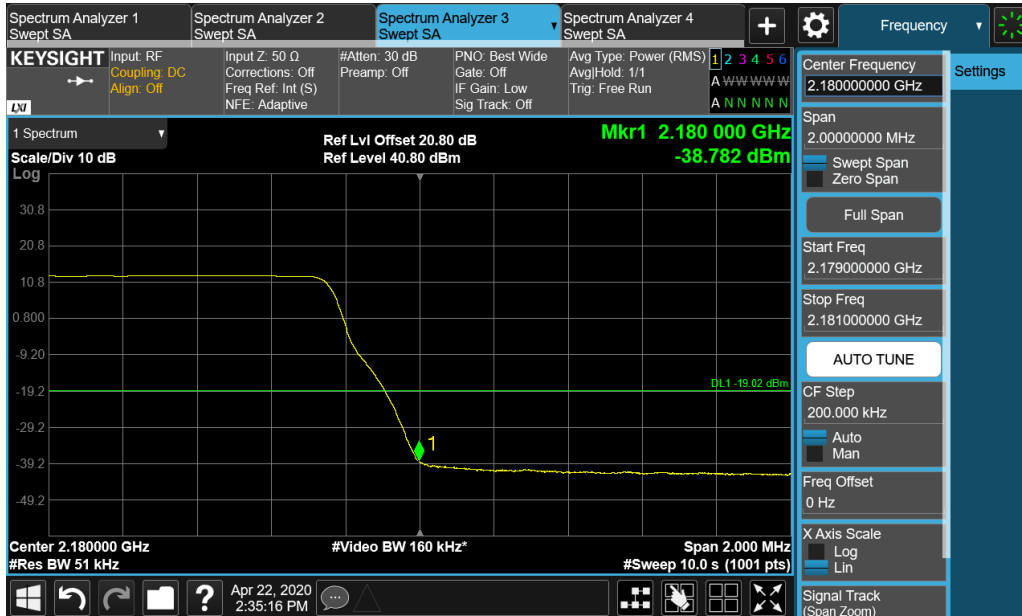 Spectrum Analyzer 1
Swept SA
Spectrum Analyzer 2
Swept SA
Spectrum Analyzer 3
Swept SA
Spectrum Analyzer 4
Swept SA
+
Frequency
KEYSIGHT
LXI
Input: RF
Coupling: DC
Align: Off
Input Z: 50 Ω
Corrections: Off
Freq Ref: Int (S)
NFE: Adaptive
#Atten: 30 dB
Preamp: Off
PNO: Best Wide
Gate: Off
IF Gain: Low
Sig Track: Off
Avg Type: Power (RMS)
Avg|Hold: 1/1
Trig: Free Run
1 2 3 4 5 6
A W W W W W
A N N N N N
1 Spectrum
Scale/Div 10 dB
Log
Ref Lvl Offset 20.80 dB
Ref Level 40.80 dBm
Mkr1 2.180 000 GHz
-38.782 dBm
30.8
20.8
10.8
0.800
-9.20
-19.2
-29.2
-39.2
-49.2
DL1 -19.02 dBm
1
Center 2.180000 GHz
#Res BW 51 kHz
#Video BW 160 kHz*
Span 2.000 MHz
#Sweep 10.0 s (1001 pts)
Center Frequency
2.180000000 GHz
Span
2.00000000 MHz
Swept Span
Zero Span
Full Span
Start Freq
2.179000000 GHz
Stop Freq
2.181000000 GHz
AUTO TUNE
CF Step
200.000 kHz
Auto
Man
Freq Offset
0 Hz
X Axis Scale
Log
Lin
Signal Track
(Span Zoom)
Settings
?
Apr 22, 2020
2:35:16 PM